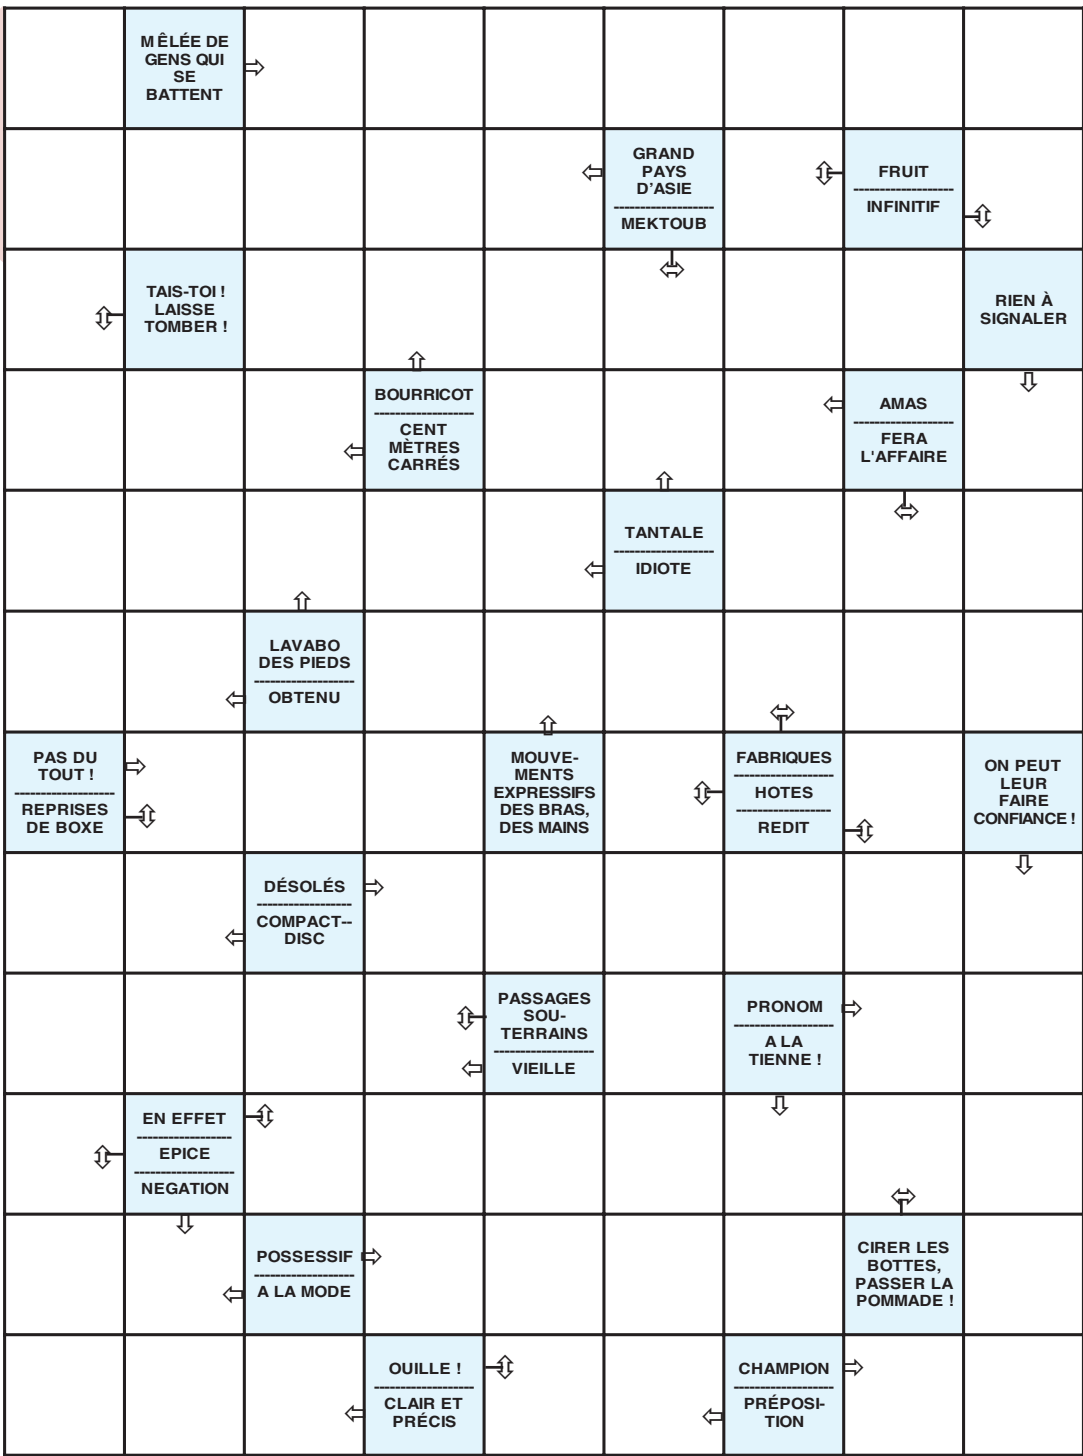 M ÊLÉE DE
GENS QUI
SE
BATTENT
GRAND
PAYS
D'ASIE
MEKTOUB
FRUIT
INFINITIF
TAIS-TOI !
LAISSE
TOMBER !
RIEN À
SIGNALER
BOURRICOT
CENT
MÈTRES
CARRÉS
AMAS
FERA
L'AFFAIRE
TANTALE
IDIOTE
LAVABO
DES PIEDS
OBTENU
PAS DU
TOUT !
REPRISES
DE BOXE
MOUVE-
MENTS
EXPRESSIFS
DES BRAS,
DES MAINS
FABRIQUES
HOTES
REDIT
ON PEUT
LEUR
FAIRE
CONFIANCE !
DÉSOLÉS
COMPACT--
DISC
PASSAGES
SOU-
TERRAINS
VIEILLE
PRONOM
A LA
TIENNE !
EN EFFET
EPICE
NEGATION
POSSESSIF
A LA MODE
CIRER LES
BOTTES,
PASSER LA
POMMADE !
OUILLE !
CLAIR ET
PRÉCIS
CHAMPION
PRÉPOSI-
TION